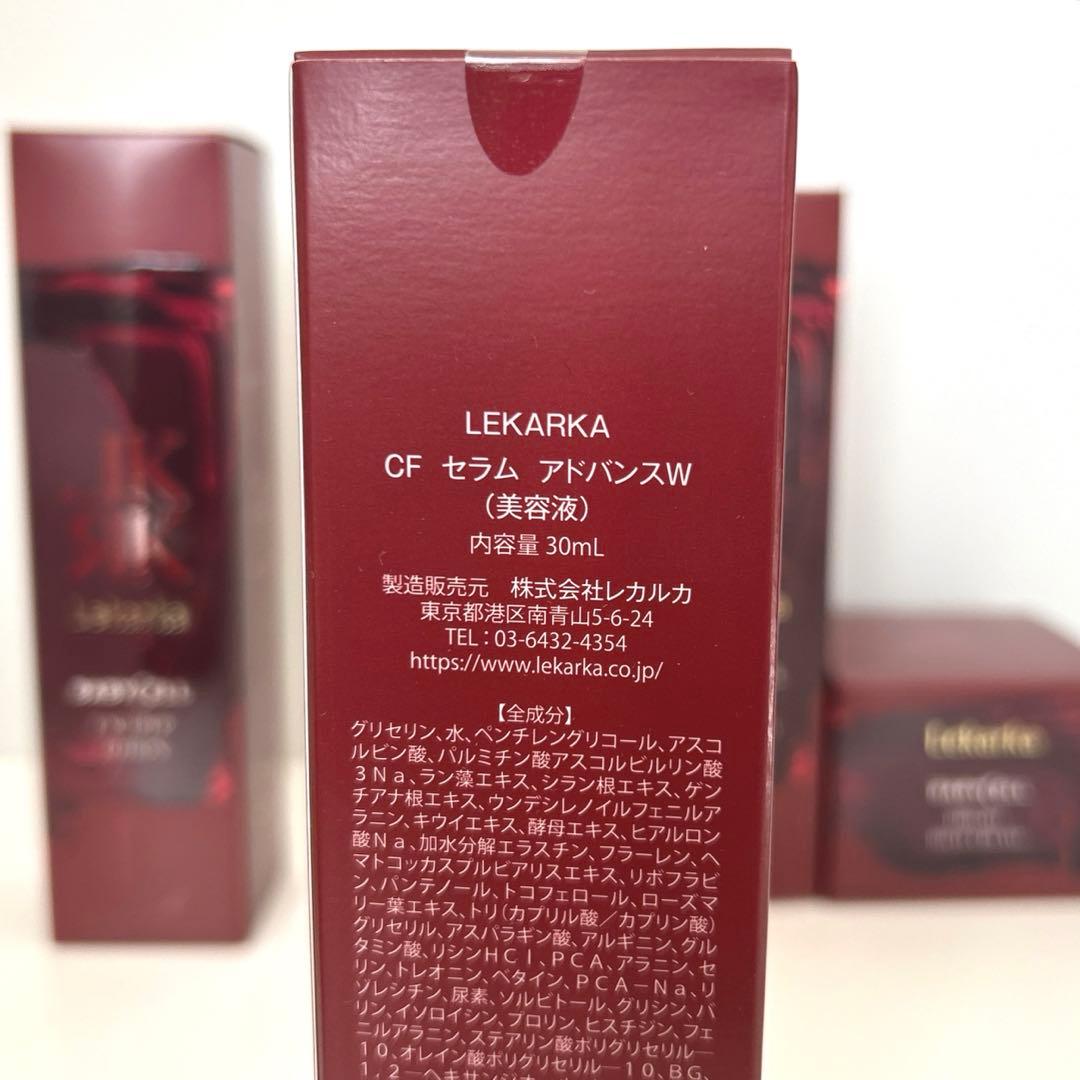 LEKARKA
CF セラム アドバンスW
（美容液）
内容量 30mL
製造販売元 株式会社レカルカ
東京都港区南青山5-6-24
TEL：03-6432-4354
https://www.lekarka.co.jp/
【全成分】
グリセリン、水、ペンチレングリコール、アスコ
ルビン酸、パルミチン酸アスコルビルリン酸
３Ｎａ、ラン藻エキス、シラン根エキス、ゲン
チアナ根エキス、ウンデシレノイルフェニルア
ラニン、キウイエキス、酵母エキス、ヒアルロン
酸Ｎａ、加水分解エラスチン、フラーレン、ヘ
マトコッカスプルビアリスエキス、リボフラビ
ン、パンテノール、トコフェロール、ローズマ
リー葉エキス、トリ（カプリル酸／カプリン酸）
グリセリル、アスパラギン酸、アルギニン、グル
タミン酸、リシンＨＣｌ、ＰＣＡ、アラニン、セ
リン、トレオニン、ベタイン、ＰＣＡ－Ｎａ、リ
ゾレシチン、尿素、ソルビトール、グリシン、バ
リン、イソロイシン、プロリン、ヒスチジン、フェ
ニルアラニン、ステアリン酸ポリグリセリル―
１０、オレイン酸ポリグリセリル―１０、ＢＧ、
１，２―ヘキサンジオ
Lekarka
Lekarka